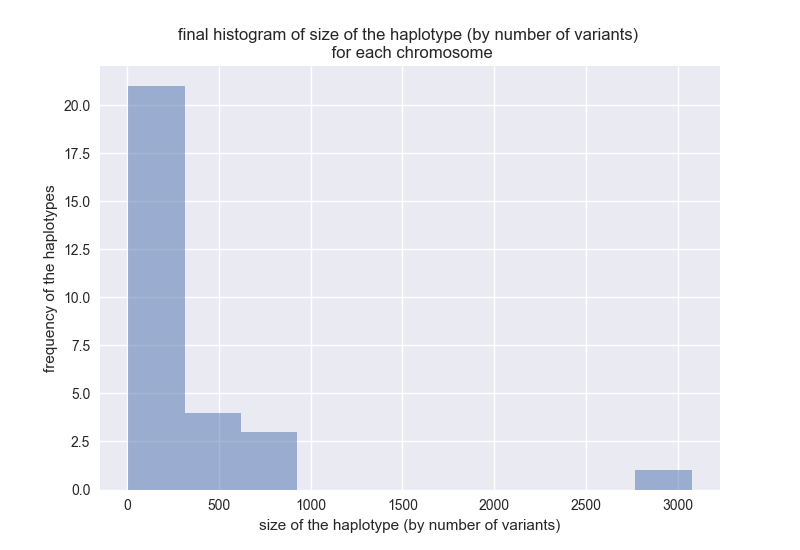 final histogram of size of the haplotype (by number of variants)
for each chromosome
frequency of the haplotypes
20.0
17.5
15.0
12.5
10.0
7.5
5.0
2.5
0.0
0 500 1000 1500 2000 2500 3000
size of the haplotype (by number of variants)